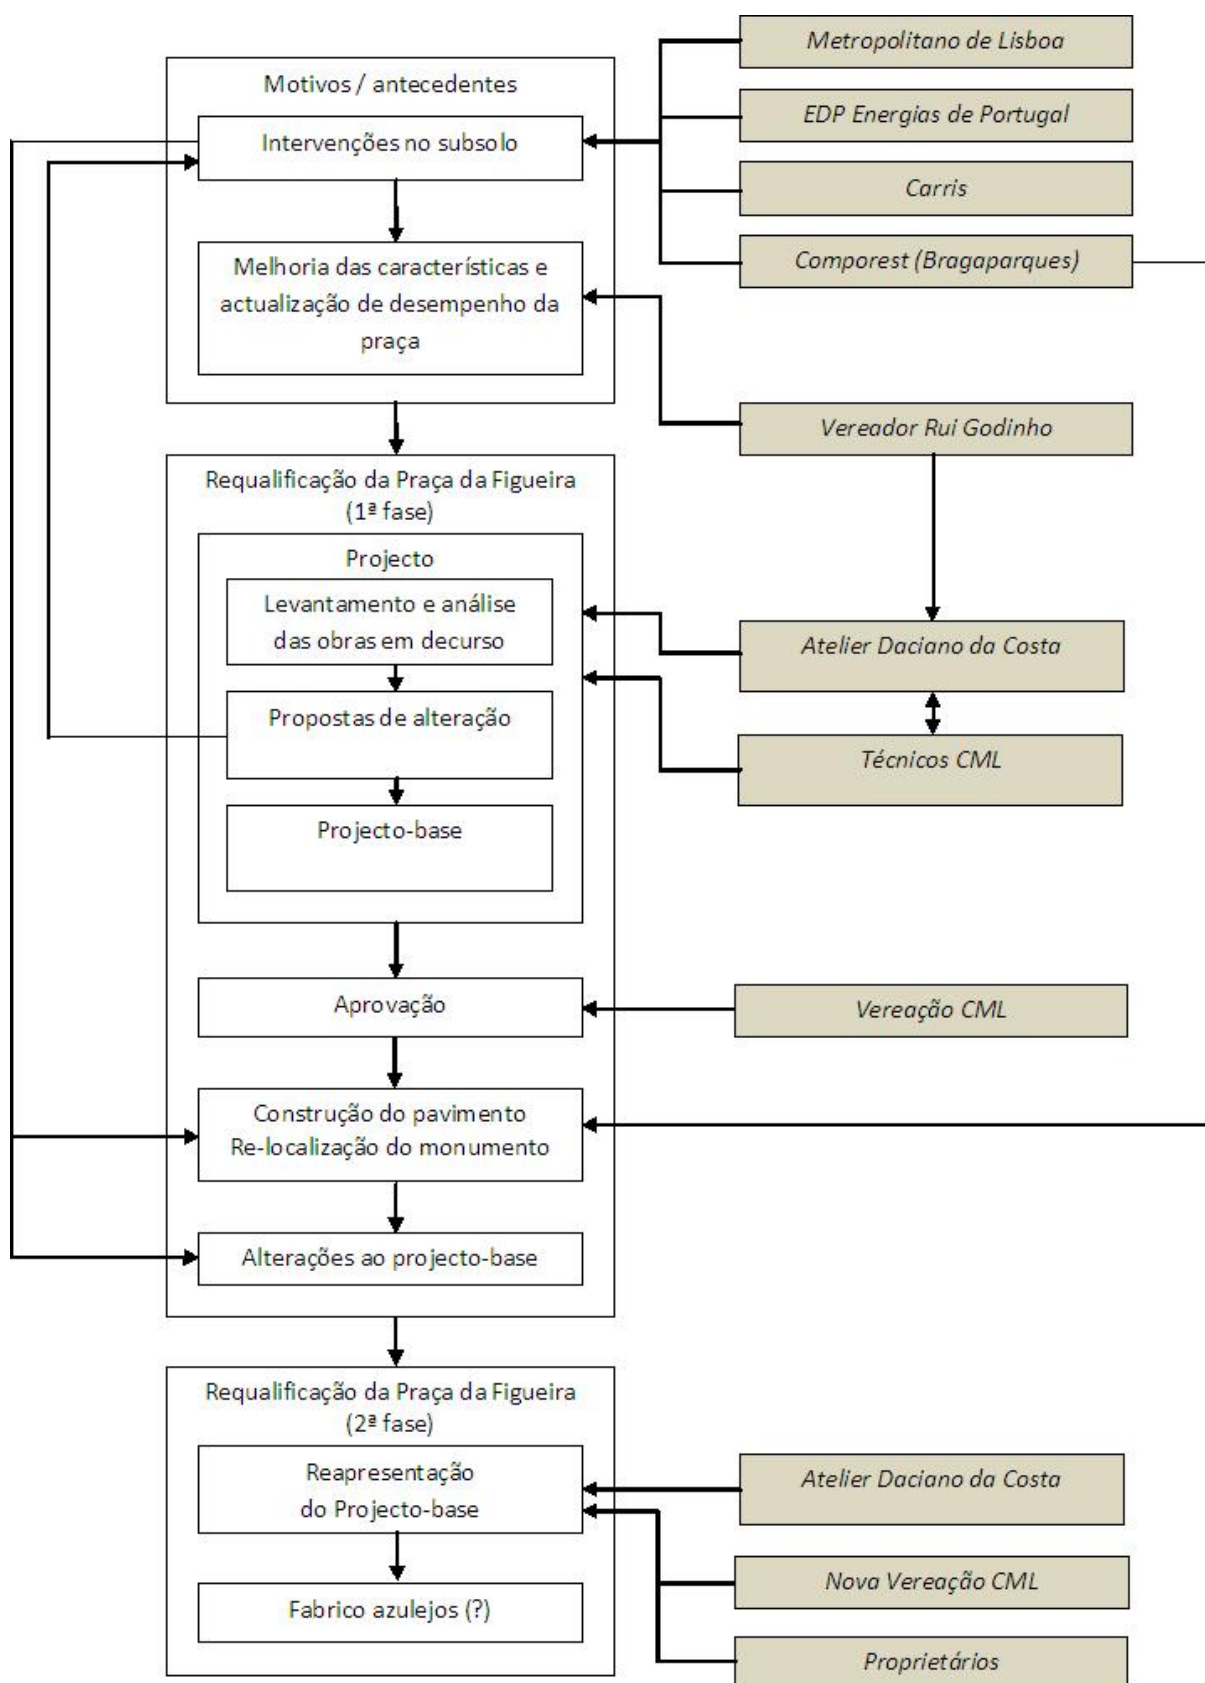 Metropolitano de Lisboa
Motivos / antecedentes
EDP Energias de Portugal
Intervenções no subsolo
Carris
Comporest (Bragaparques)
Melhoria das características e
actualização de desempenho da
praça
Vereador Rui Godinho
Requalificação da Praça da Figueira
(1ª fase)
Projecto
Levantamento e análise
das obras em decurso
Atelier Daciano da Costa
Propostas de alteração
Técnicos CML
Projecto-base
Aprovação
Vereação CML
Construção do pavimento
Re-localização do monumento
Alterações ao projecto-base
Requalificação da Praça da Figueira
(2ª fase)
Reapresentação
do Projecto-base
Atelier Daciano da Costa
Nova Vereação CML
Fabrico azulejos (?)
Proprietários